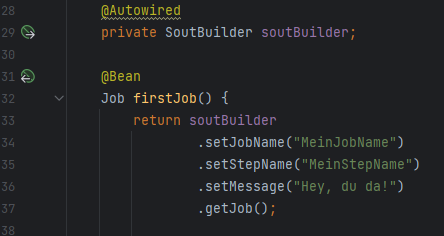 28 @Autowired
29 private SoutBuilder soutBuilder;
30
31 @Bean
32 Job firstJob() {
33 return soutBuilder
34 .setJobName("MeinJobName")
35 .setStepName("MeinStepName")
36 .setMessage("Hey, du da!")
37 .getJob();
38